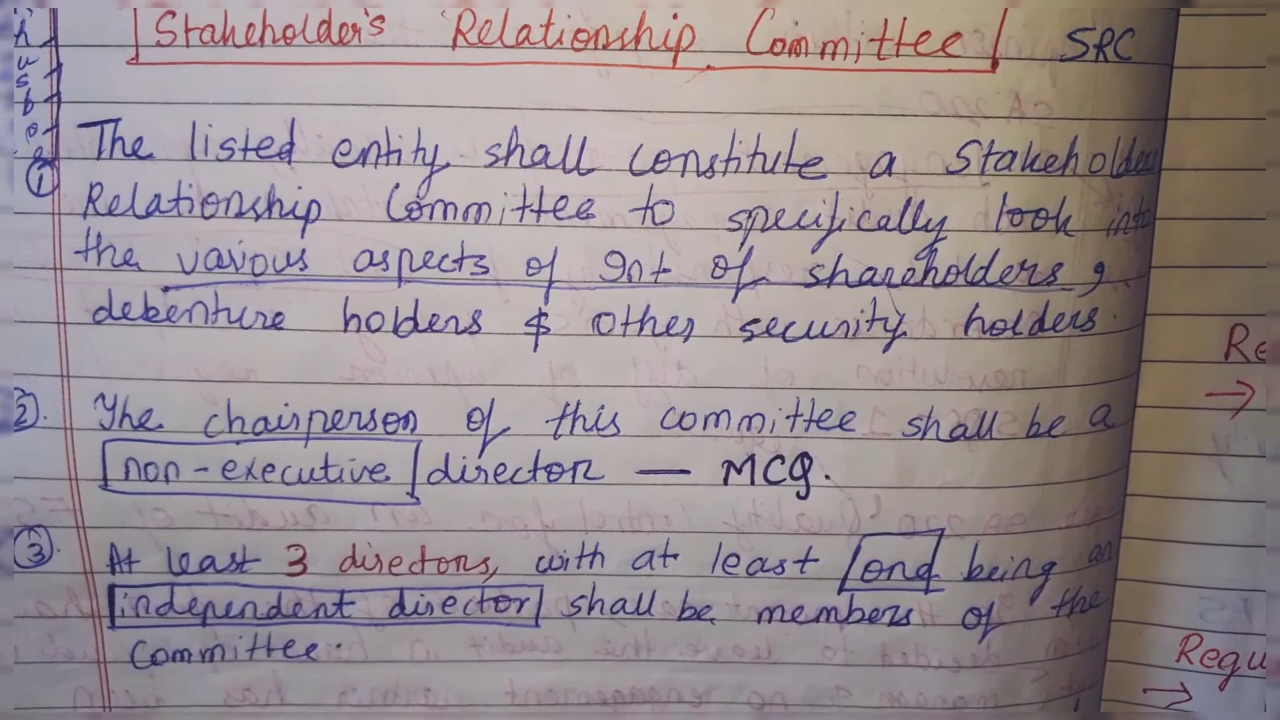 Stakeholder's Relationship Committee SRC
① The listed entity shall constitute a Stakeholder
Relationship Committee to specifically look into
the various aspects of Int of shareholders,
debenture holders & other security holders.
②. The chairperson of this committee shall be a
non-executive director — MCQ.
③. At least 3 directors, with at least one being an
independent director shall be members of the
Committee.
Re
→
Regu
→